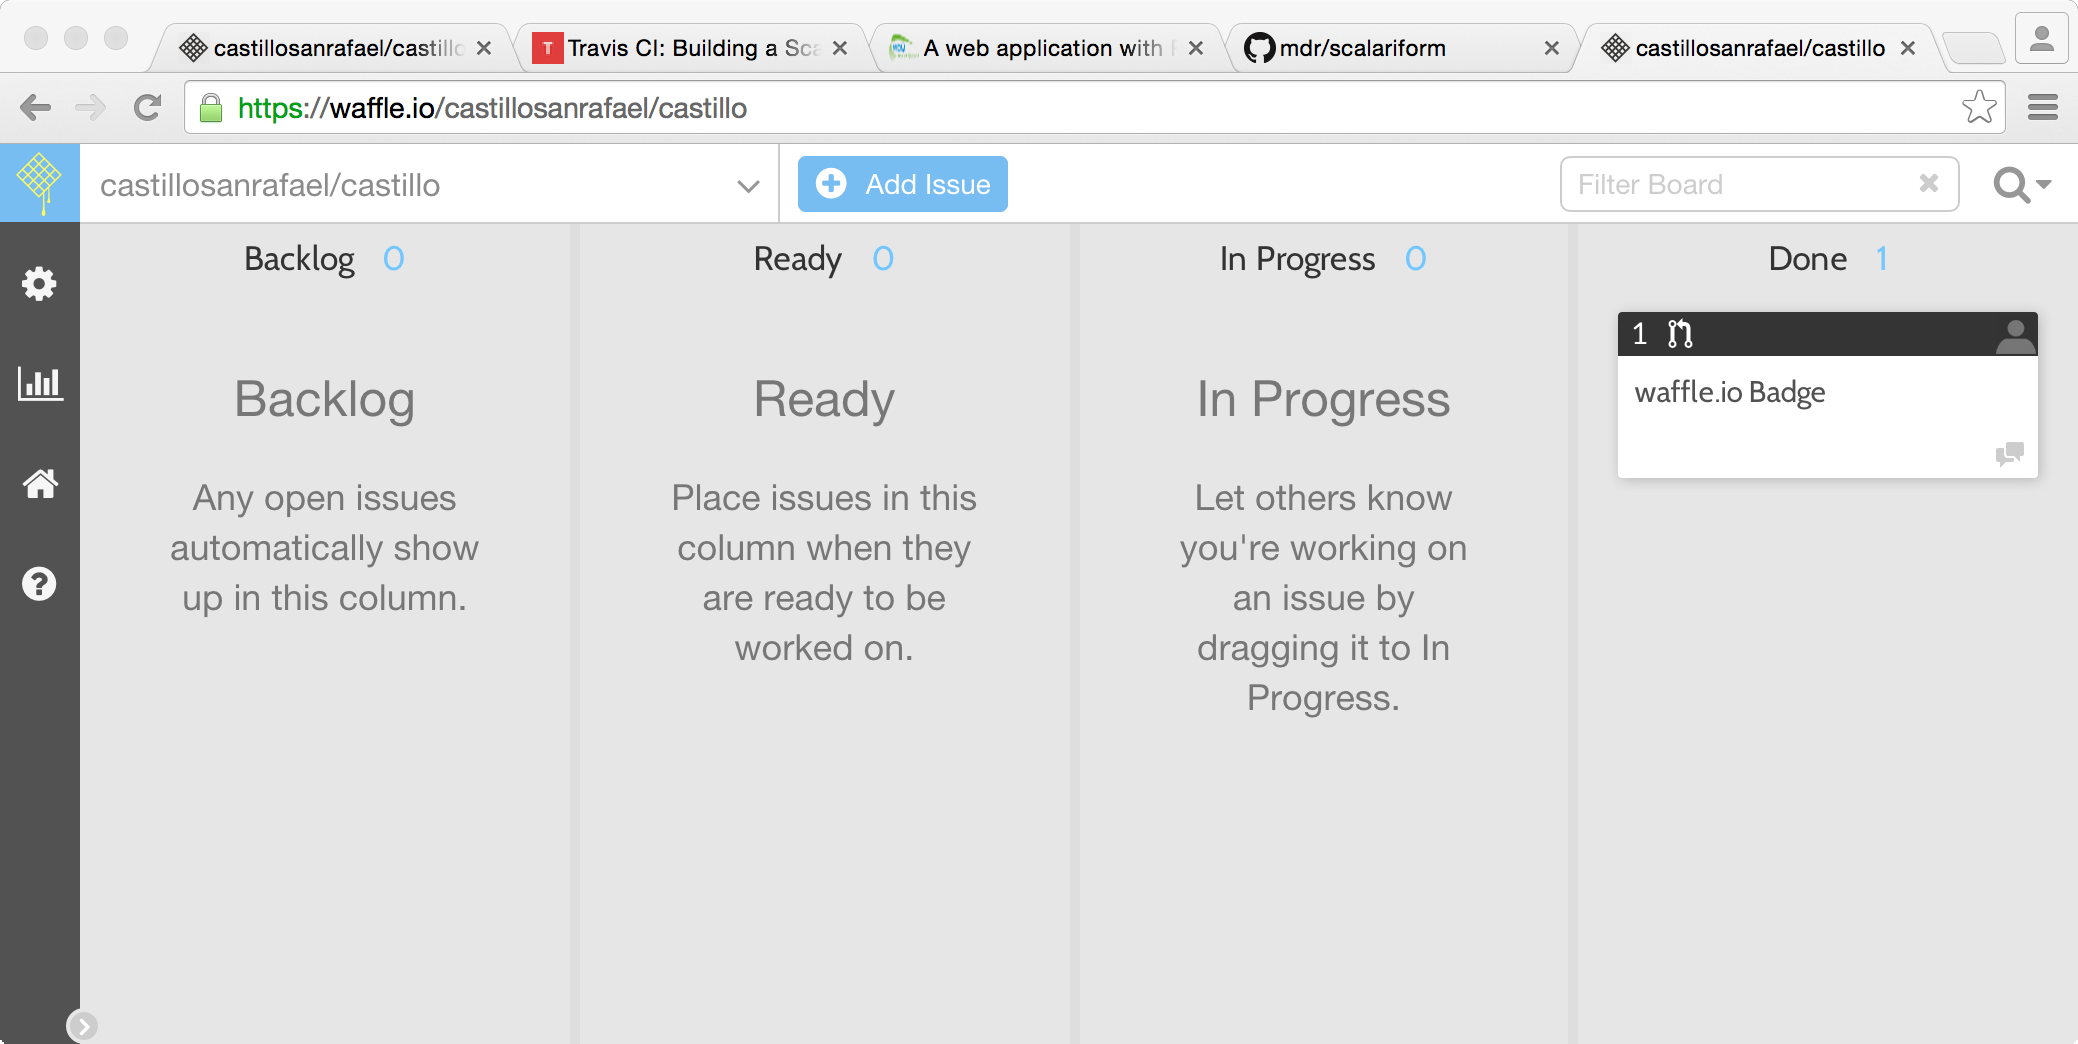 castillosanrafael/castillo
Travis CI: Building a Sca
A web application with
mdr/scalariform
castillosanrafael/castillo
https://waffle.io/castillosanrafael/castillo
castillosanrafael/castillo
Add Issue
Filter Board
Backlog 0
Ready 0
In Progress 0
Done 1
Backlog
Any open issues
automatically show
up in this column.
Ready
Place issues in this
column when they
are ready to be
worked on.
In Progress
Let others know
you're working on
an issue by
dragging it to In
Progress.
1
waffle.io Badge